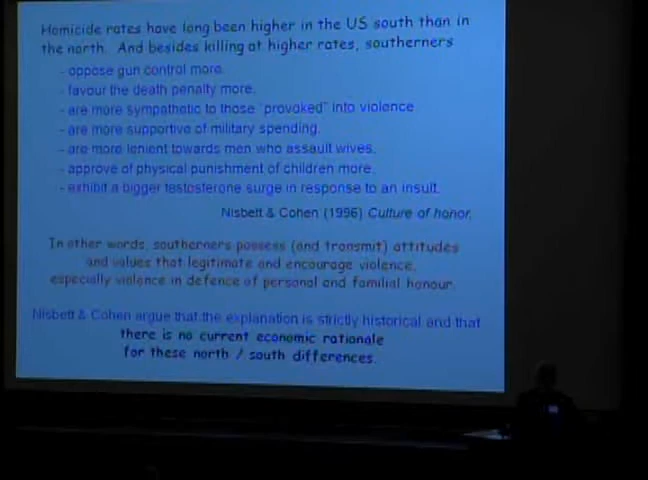 Homicide rates have long been higher in the US south than in
the north. And besides killing at higher rates, southerners
- oppose gun control more.
- favour the death penalty more.
- are more sympathetic to those "provoked" into violence
- are more supportive of military spending.
- are more lenient towards men who assault wives.
- approve of physical punishment of children more.
- exhibit a bigger testosterone surge in response to an insult.
Nisbett & Cohen (1996) Culture of honor.
In other words, southerners possess (and transmit) attitudes
and values that legitimate and encourage violence,
especially violence in defence of personal and familial honour.
Nisbett & Cohen argue that the explanation is strictly historical and that
there is no current economic rationale
for these north / south differences.